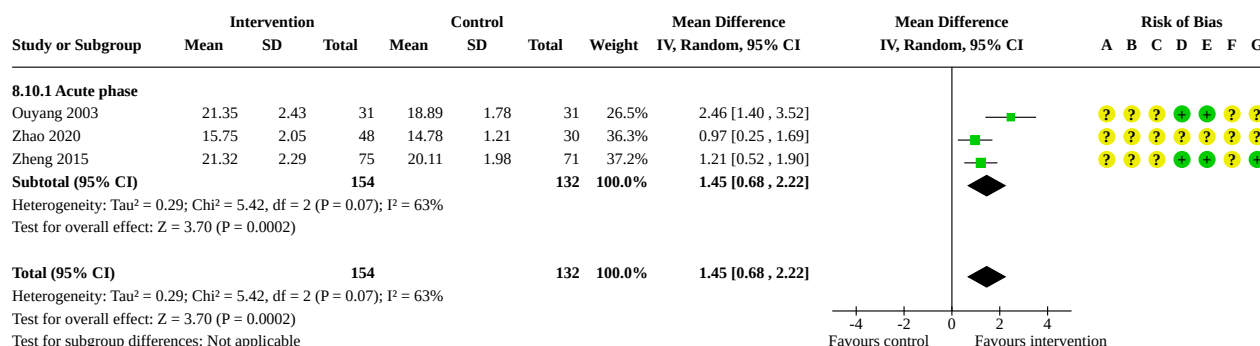 Intervention Control Mean Difference Mean Difference Risk of Bias
Study or Subgroup Mean SD Total Mean SD Total Weight IV, Random, 95% CI IV, Random, 95% CI A B C D E F G
8.10.1 Acute phase
Ouyang 2003 21.35 2.43 31 18.89 1.78 31 26.5% 2.46 [1.40 , 3.52] ? ? ? + + ? ?
Zhao 2020 15.75 2.05 48 14.78 1.21 30 36.3% 0.97 [0.25 , 1.69] ? ? ? ? ? ? ?
Zheng 2015 21.32 2.29 75 20.11 1.98 71 37.2% 1.21 [0.52 , 1.90] ? ? ? + + ? +
Subtotal (95% CI) 154 132 100.0% 1.45 [0.68 , 2.22]
Heterogeneity: Tau² = 0.29; Chi² = 5.42, df = 2 (P = 0.07); I² = 63%
Test for overall effect: Z = 3.70 (P = 0.0002)
Total (95% CI) 154 132 100.0% 1.45 [0.68 , 2.22]
Heterogeneity: Tau² = 0.29; Chi² = 5.42, df = 2 (P = 0.07); I² = 63%
Test for overall effect: Z = 3.70 (P = 0.0002)
-4 -2 0 2 4
Test for subgroup differences: Not applicable Favours control Favours intervention